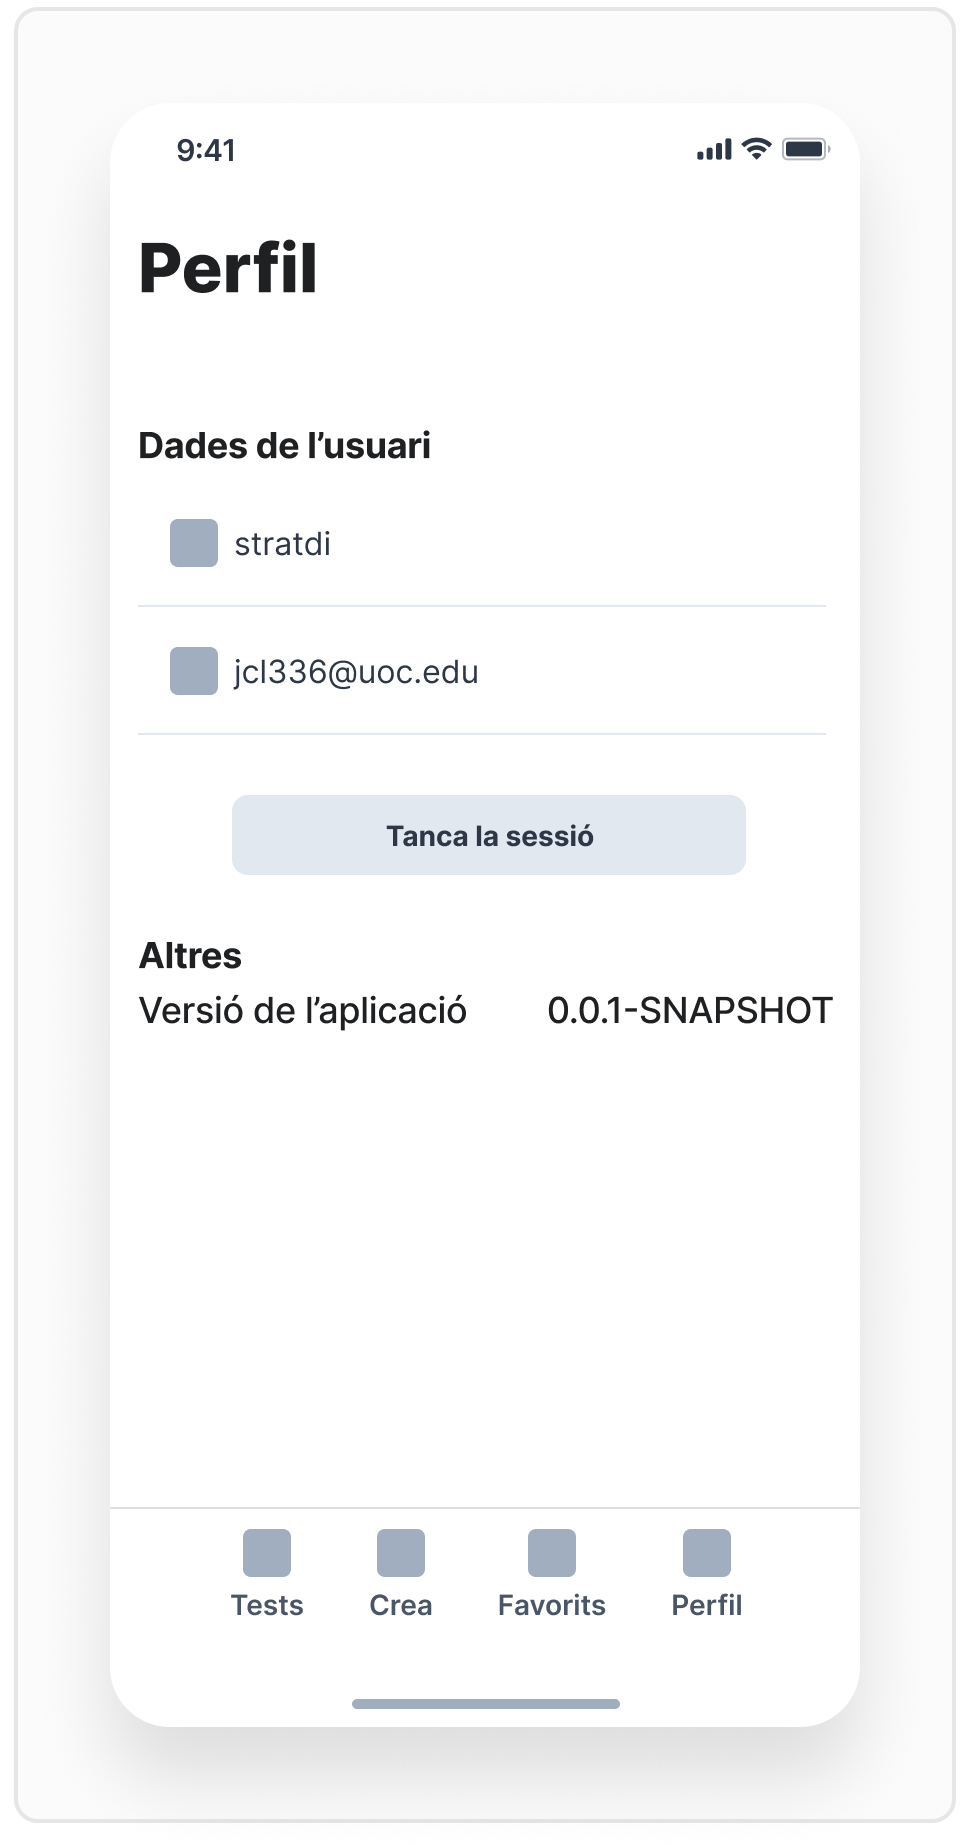 9:41
Perfil
Dades de l’usuari
stratdi
jcl336@uoc.edu
Tanca la sessió
Altres
Versió de l’aplicació 0.0.1-SNAPSHOT
Tests Crea Favorits Perfil